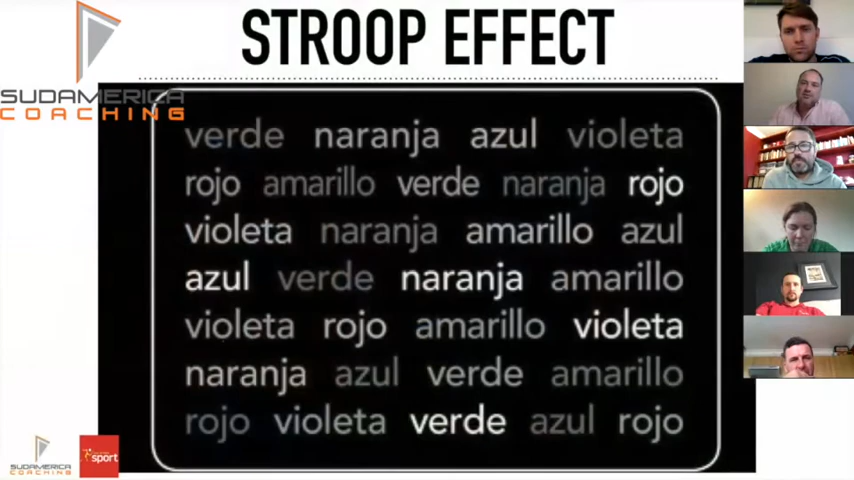 STROOP EFFECT
SUDAMERICA
COACHING
verde naranja azul violeta
rojo amarillo verde naranja rojo
violeta naranja amarillo azul
azul verde naranja amarillo
violeta rojo amarillo violeta
naranja azul verde amarillo
rojo violeta verde azul rojo
SUDAMERICA
COACHING
sport